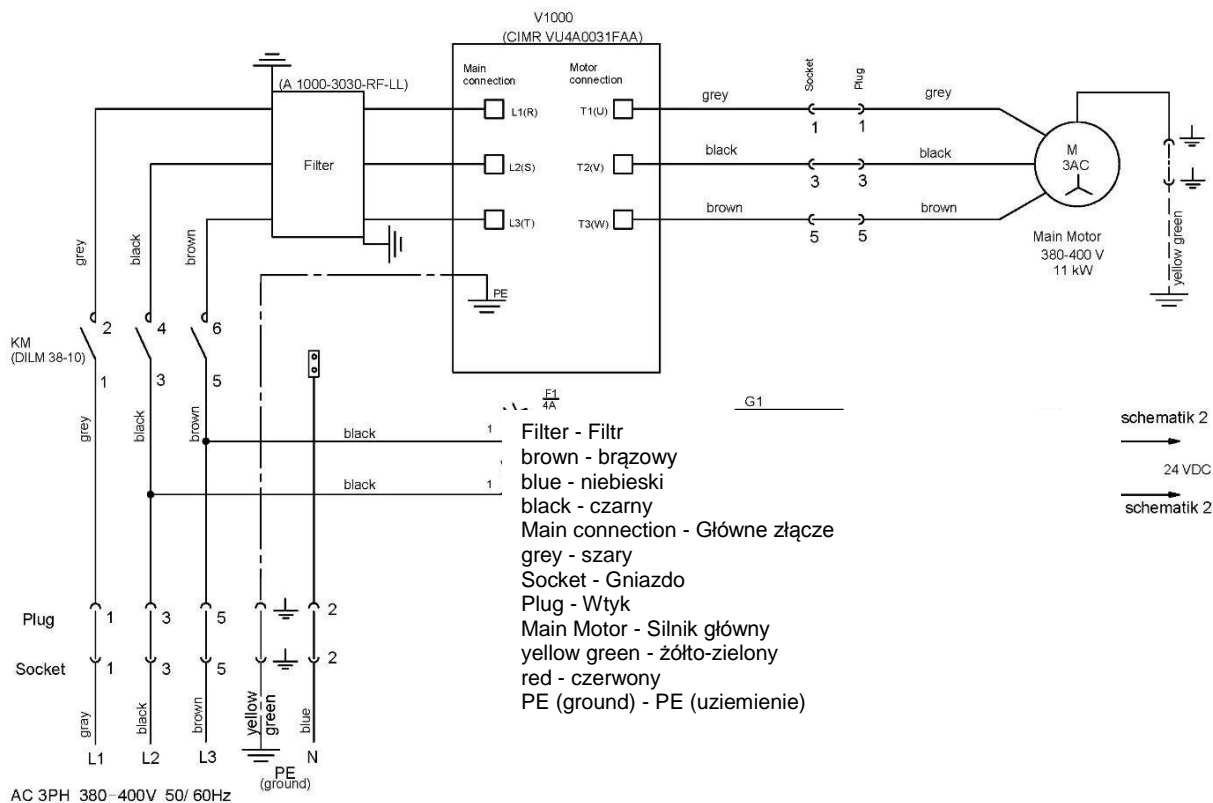 V1000
(CIMR VU4A0031FAA)
(A 1000-3030-RF-LL)
Main connection
Motor connection
Socket
Plug
L1(R)
T1(U)
grey
1
1
grey
Filter
L2(S)
T2(V)
black
3
3
black
M
3AC
L3(T)
T3(W)
brown
5
5
brown
Main Motor
380-400 V
11 kW
yellow green
grey
black
brown
PE
KM
(DILM 38-10)
2
4
6
1
3
5
grey
black
brown
F1
4A
G1
black
1
black
1
schematik 2
24 VDC
schematik 2
Filter - Filtr
brown - brązowy
blue - niebieski
black - czarny
Main connection - Główne złącze
grey - szary
Socket - Gniazdo
Plug - Wtyk
Main Motor - Silnik główny
yellow green - żółto-zielony
red - czerwony
PE (ground) - PE (uziemienie)
Plug
1
3
5
2
Socket
1
3
5
2
gray
black
brown
yellow green
blue
L1
L2
L3
PE
(ground)
N
AC 3PH 380-400V 50/ 60Hz